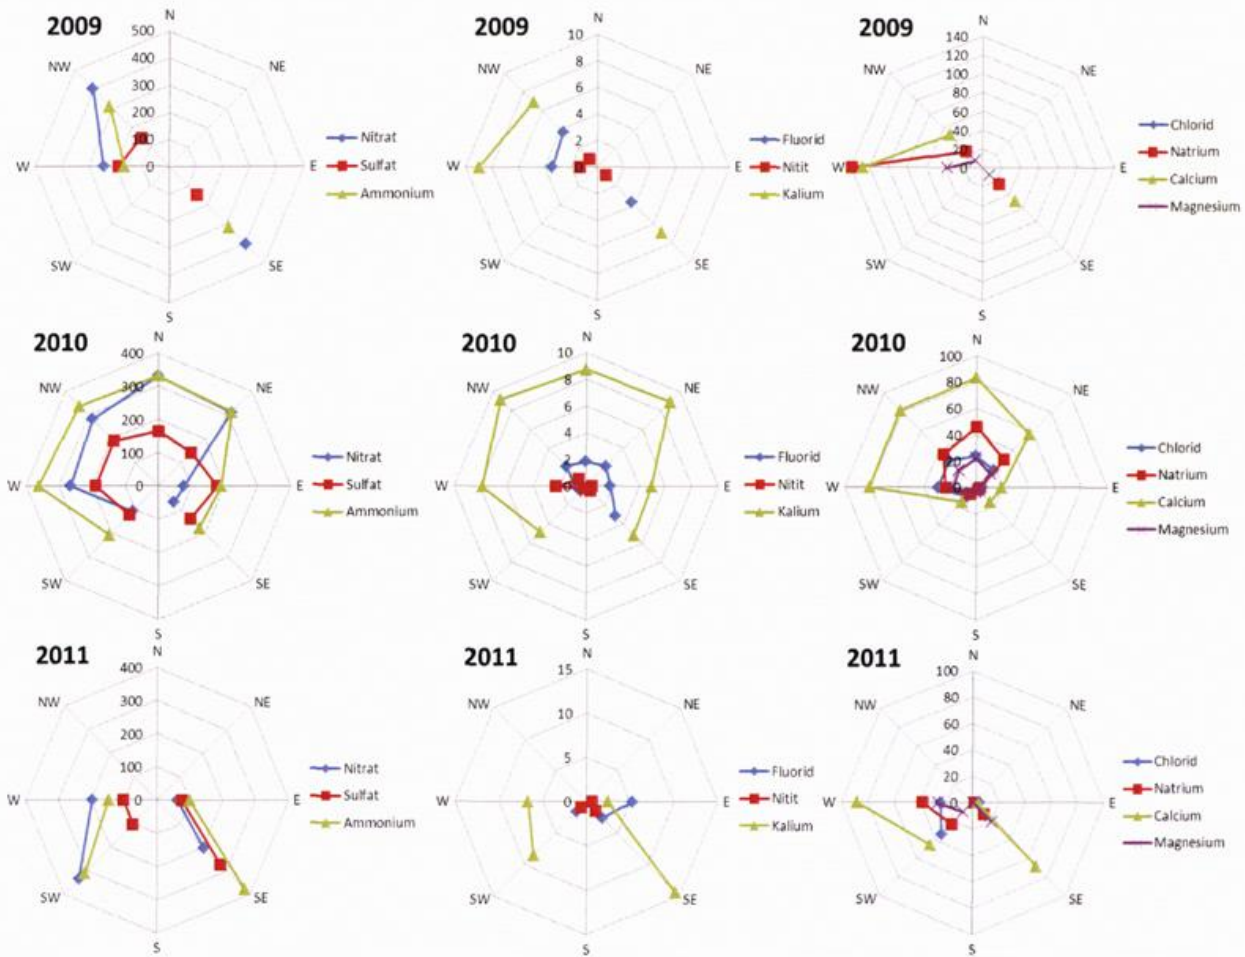 2009
N
500
400
300
200
100
0
NE
E
SE
S
SW
W
NW
Nitrat
Sulfat
Ammonium
2009
N
10
8
6
4
2
0
NE
E
SE
S
SW
W
NW
Fluorid
Nitit
Kalium
2009
N
140
120
100
80
60
40
20
0
NE
E
SE
S
SW
W
NW
Chlorid
Natrium
Calcium
Magnesium
2010
N
400
300
200
100
0
NE
E
SE
S
SW
W
NW
Nitrat
Sulfat
Ammonium
2010
N
10
8
6
4
2
0
NE
E
SE
S
SW
W
NW
Fluorid
Nitit
Kalium
2010
N
100
80
60
40
20
0
NE
E
SE
S
SW
W
NW
Chlorid
Natrium
Calcium
Magnesium
2011
N
400
300
200
100
0
NE
E
SE
S
SW
W
NW
Nitrat
Sulfat
Ammonium
2011
N
15
10
5
0
NE
E
SE
S
SW
W
NW
Fluorid
Nitit
Kalium
2011
N
100
80
60
40
20
0
NE
E
SE
S
SW
W
NW
Chlorid
Natrium
Calcium
Magnesium